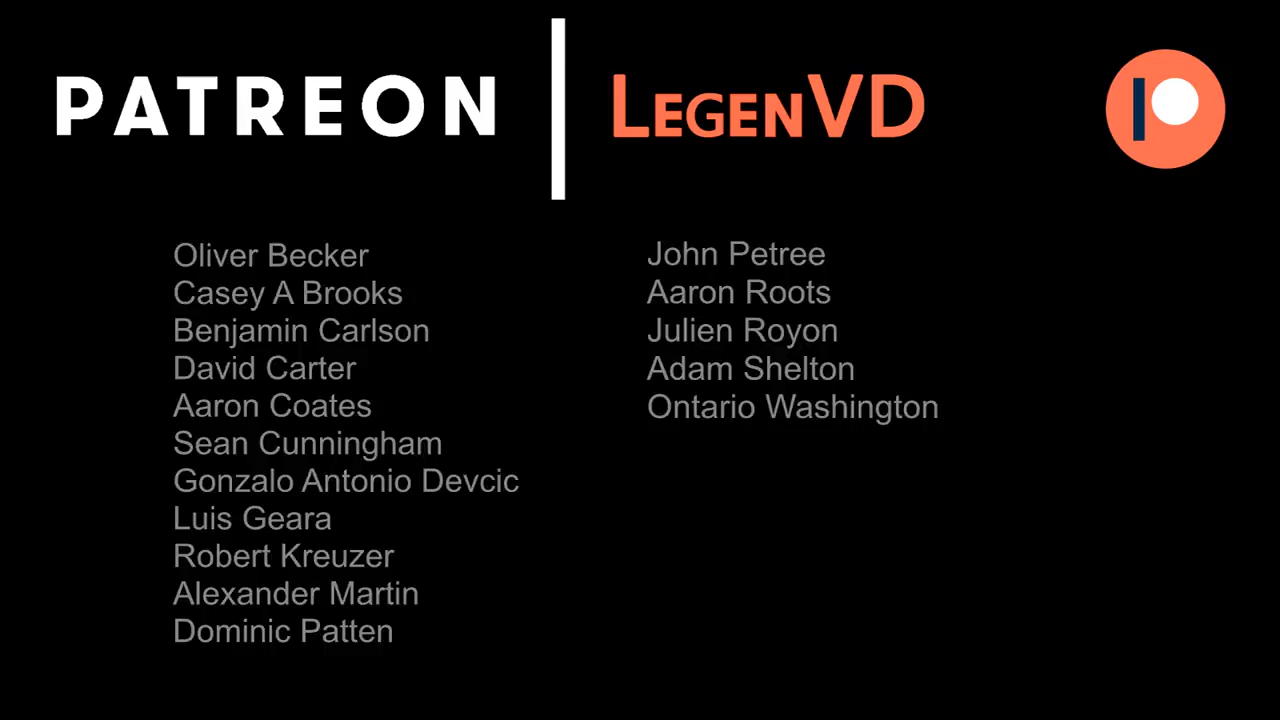 PATREON
LEGENVD
Oliver Becker
Casey A Brooks
Benjamin Carlson
David Carter
Aaron Coates
Sean Cunningham
Gonzalo Antonio Devcic
Luis Geara
Robert Kreuzer
Alexander Martin
Dominic Patten
John Petree
Aaron Roots
Julien Royon
Adam Shelton
Ontario Washington